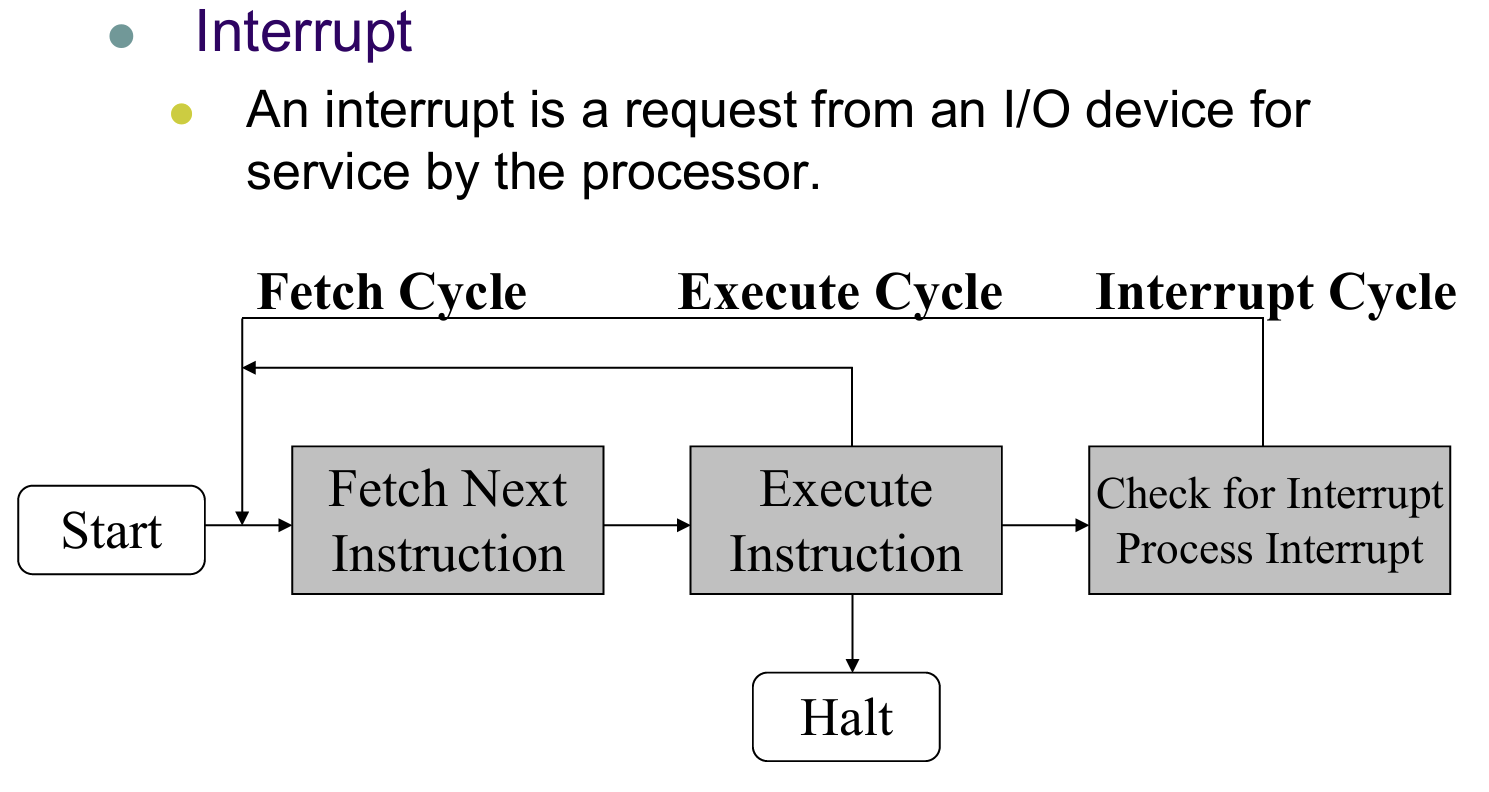 Interrupt
An interrupt is a request from an I/O device for
service by the processor.
Fetch Cycle
Execute Cycle
Interrupt Cycle
Start
Fetch Next
Instruction
Execute
Instruction
Check for Interrupt
Process Interrupt
Halt